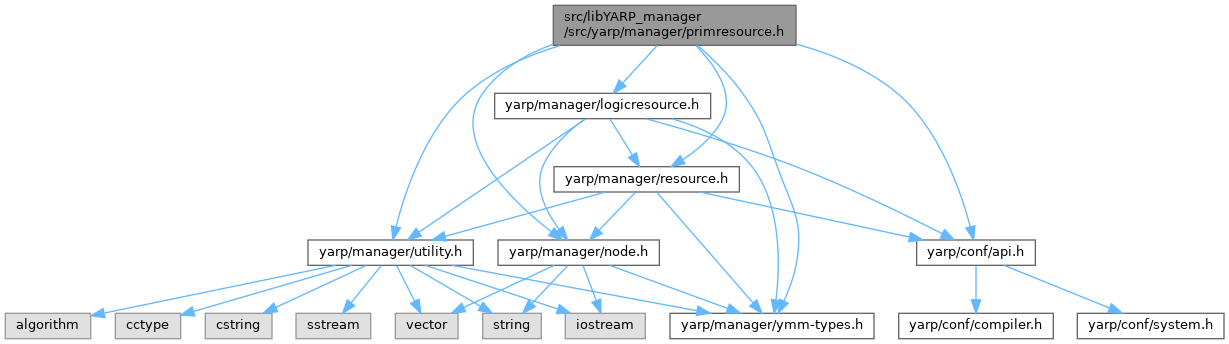 src/libYARP_manager
/src/yarp/manager/primresource.h
yarp/manager/logicresource.h
yarp/manager/resource.h
yarp/manager/utility.h
yarp/manager/node.h
yarp/conf/api.h
algorithm
cctype
cstring
sstream
vector
string
iostream
yarp/manager/ymm-types.h
yarp/conf/compiler.h
yarp/conf/system.h